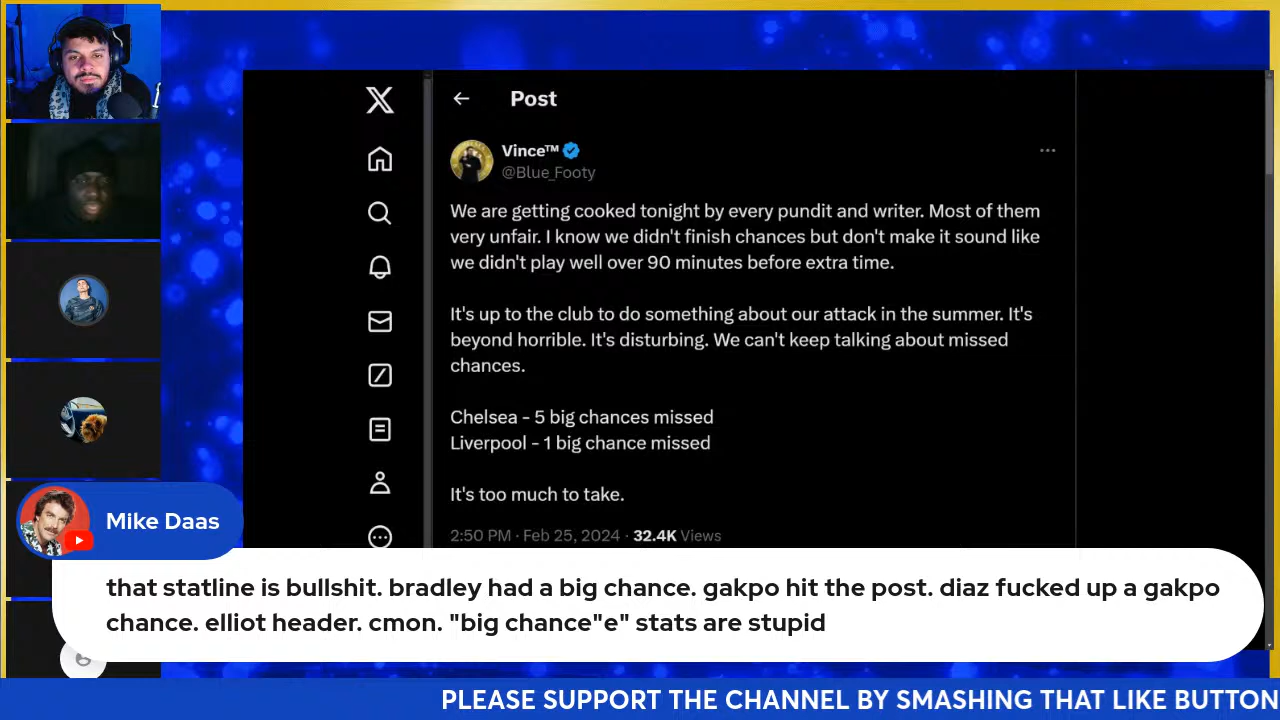 Post
Vince™
@Blue_Footy
We are getting cooked tonight by every pundit and writer. Most of them
very unfair. I know we didn't finish chances but don't make it sound like
we didn't play well over 90 minutes before extra time.
It's up to the club to do something about our attack in the summer. It's
beyond horrible. It's disturbing. We can't keep talking about missed
chances.
Chelsea - 5 big chances missed
Liverpool - 1 big chance missed
It's too much to take.
2:50 PM · Feb 25, 2024 · 32.4K Views
Mike Daas
that statline is bullshit. bradley had a big chance. gakpo hit the post. diaz fucked up a gakpo
chance. elliot header. cmon. "big chance"e" stats are stupid
PLEASE SUPPORT THE CHANNEL BY SMASHING THAT LIKE BUTTON